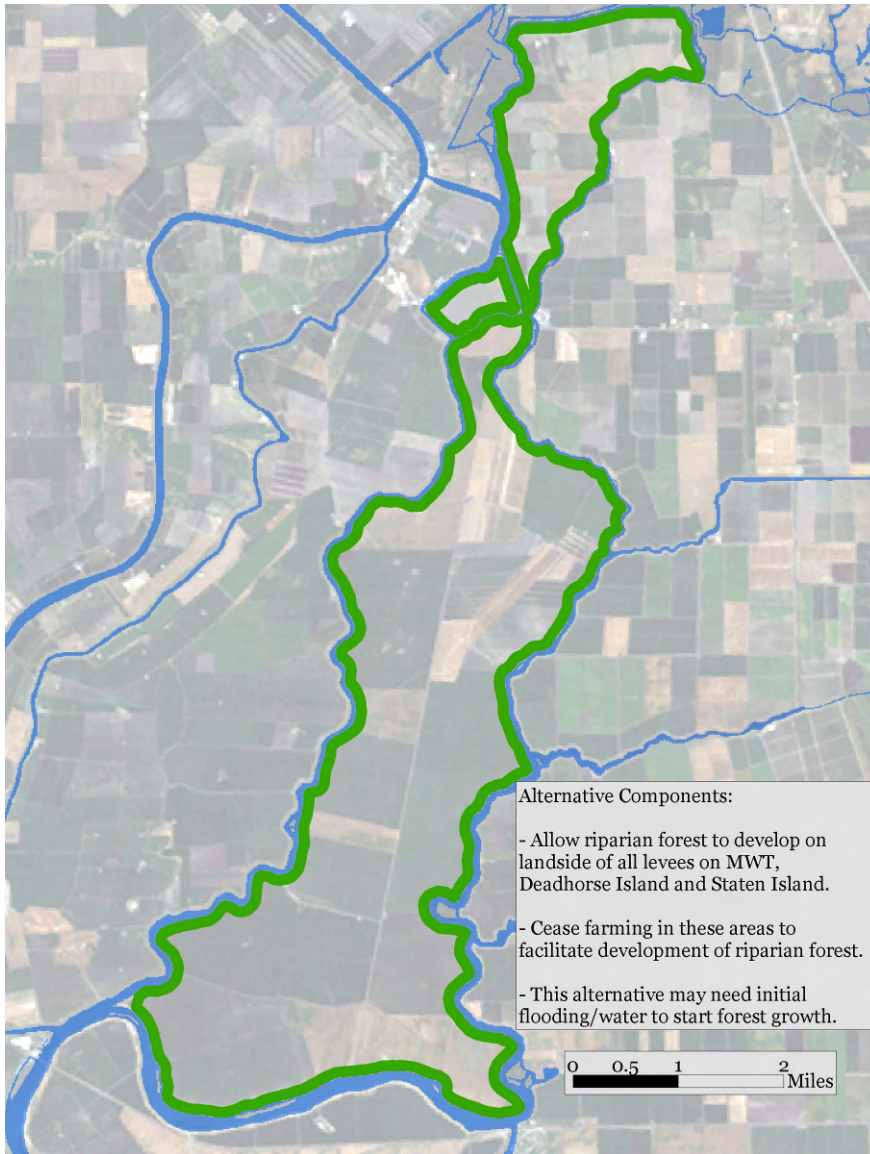 Alternative Components:
- Allow riparian forest to develop on
landside of all levees on MWT,
Deadhorse Island and Staten Island.
- Cease farming in these areas to
facilitate development of riparian forest.
- This alternative may need initial
flooding/water to start forest growth.
0 0.5 1 2
Miles